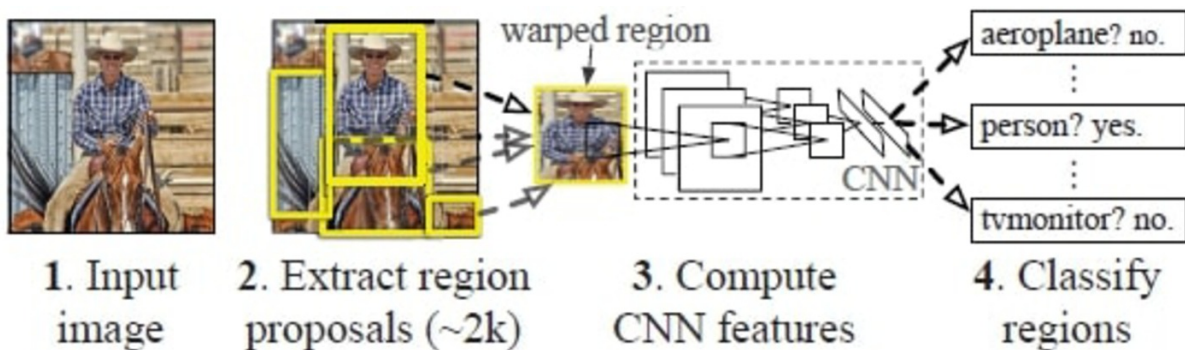 warped region
aeroplane? no.
person? yes.
CNN
tvmonitor? no.
1. Input
image
2. Extract region
proposals (~2k)
3. Compute
CNN features
4. Classify
regions